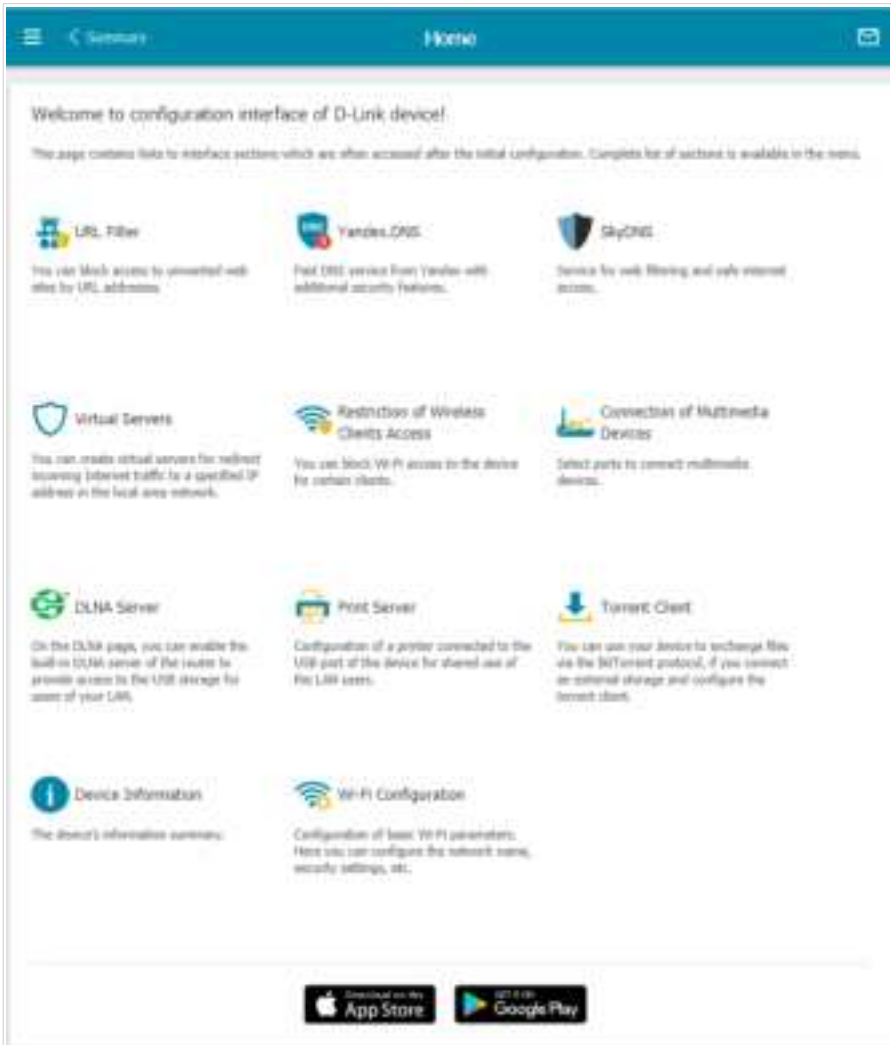 Summary
Home
Welcome to configuration interface of D-Link device!
This page contains links to interface sections which are often accessed after the initial configuration. Complete list of sections is available in the menu.
URL Filter
You can block access to unwanted web
sites by URL addresses.
Yandex.DNS
Fast DNS service from Yandex with
additional security features.
SkyDNS
Service for web filtering and safe internet
access.
Virtual Servers
You can create virtual servers for redirect
incoming Internet traffic to a specified IP
address in the local area network.
Restriction of Wireless
Clients Access
You can block Wi-Fi access to the device
for certain clients.
Connection of Multimedia
Devices
Select ports to connect multimedia
devices.
DLNA Server
On the DLNA page, you can enable the
built-in DLNA server of the router to
provide access to the USB storage for
users of your LAN.
Print Server
Configuration of a printer connected to the
USB port of the device for shared use of
the LAN users.
Torrent Client
You can use your device to exchange files
via the BitTorrent protocol, if you connect
an external storage and configure the
torrent client.
Device Information
The device's information summary.
Wi-Fi Configuration
Configuration of basic Wi-Fi parameters.
Here you can configure the network name,
security settings, etc.
Download on the
App Store
GET IT ON
Google Play